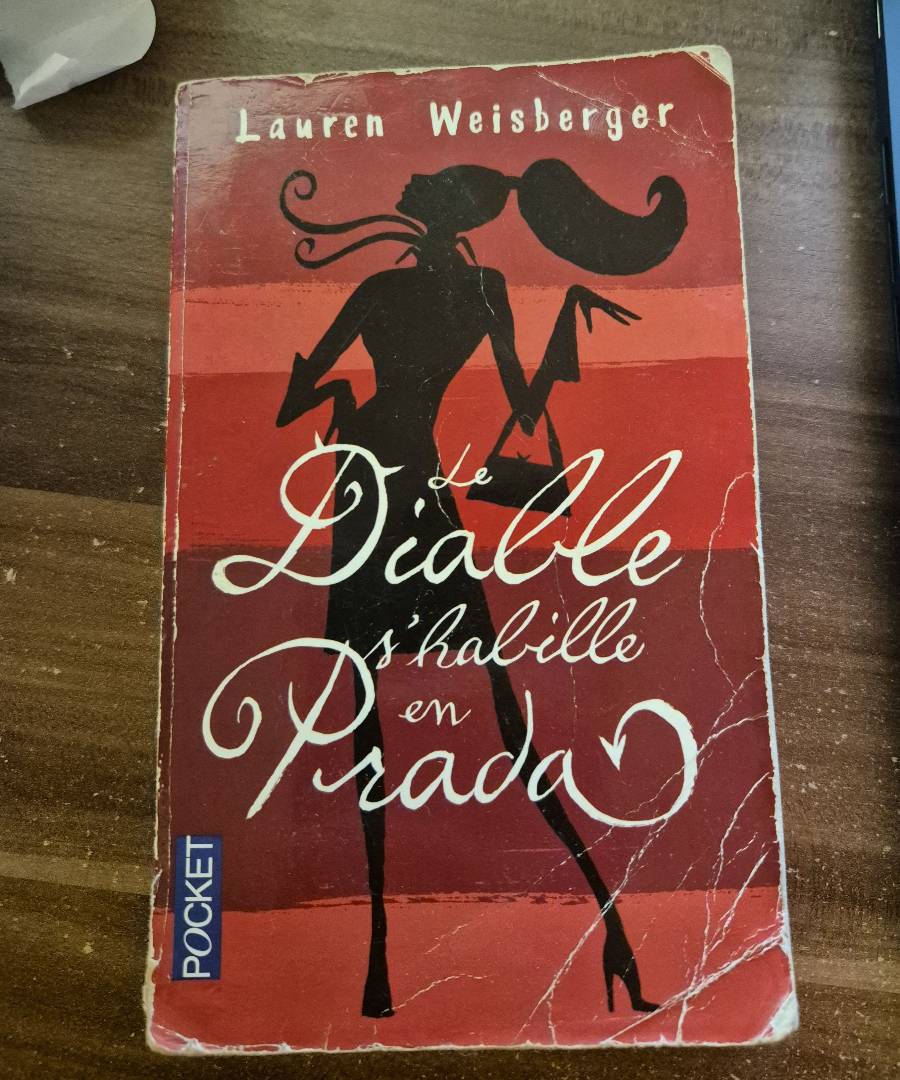 Lauren Weisberger
Le
Diable
s'habille
en
Prada
POCKET